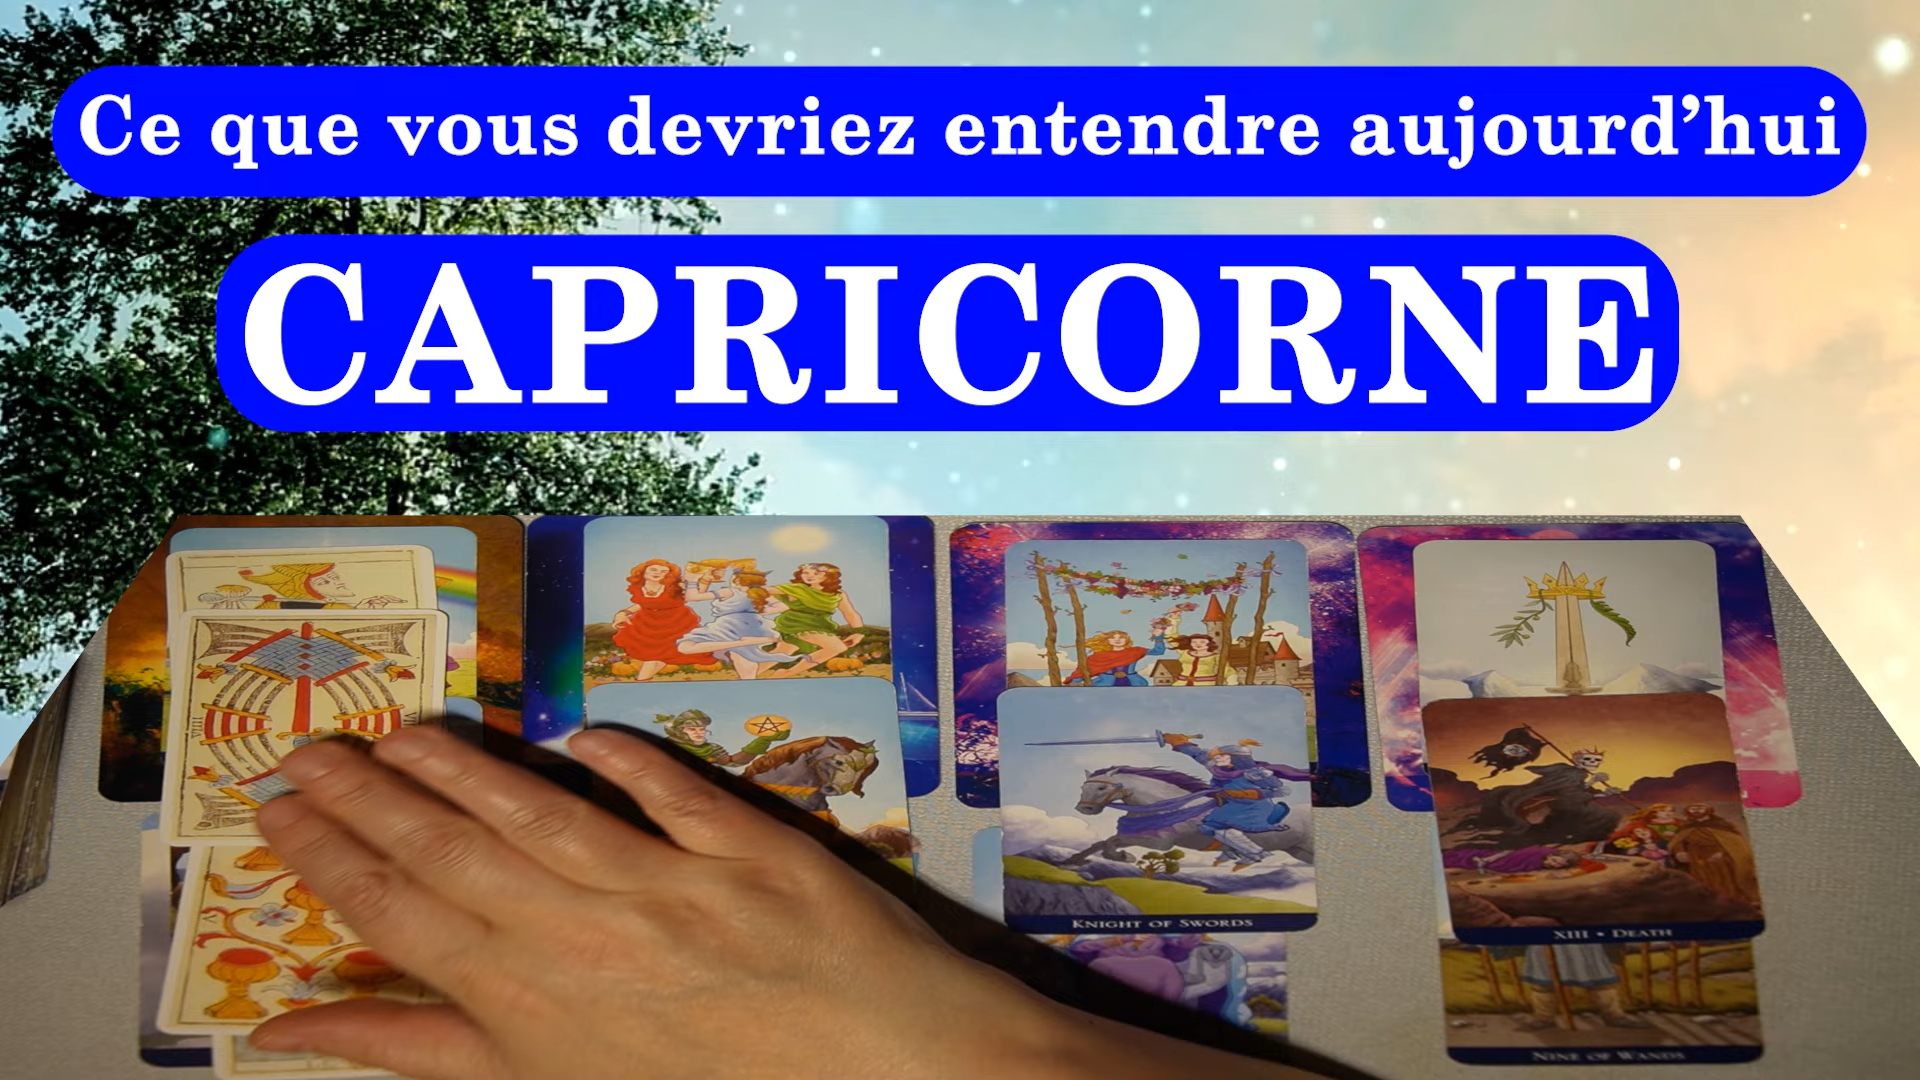 Ce que vous devriez entendre aujourd’hui
CAPRICORNE
KNIGHT OF SWORDS
XIII • DEATH
NINE OF WANDS